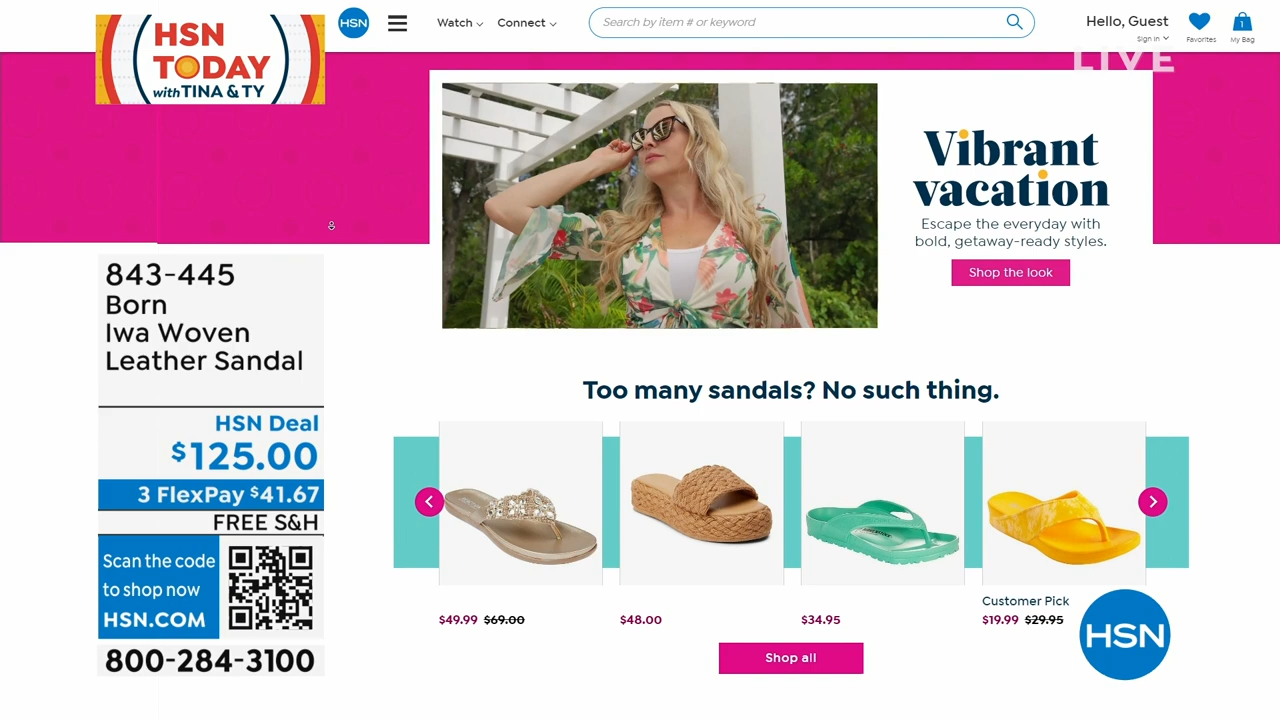 HSN
TODAY
with TINA & TY
HSN
Watch
Connect
Search by item # or keyword
Hello, Guest
Sign in
Favorites
1
My Bag
LIVE
Vibrant
vacation
Escape the everyday with
bold, getaway-ready styles.
Shop the look
843-445
Born
Iwa Woven
Leather Sandal
HSN Deal
$125.00
3 FlexPay $41.67
FREE S&H
Scan the code
to shop now
HSN.COM
800-284-3100
Too many sandals? No such thing.
$49.99 $69.00
$48.00
$34.95
Customer Pick
$19.99 $29.95
Shop all
HSN